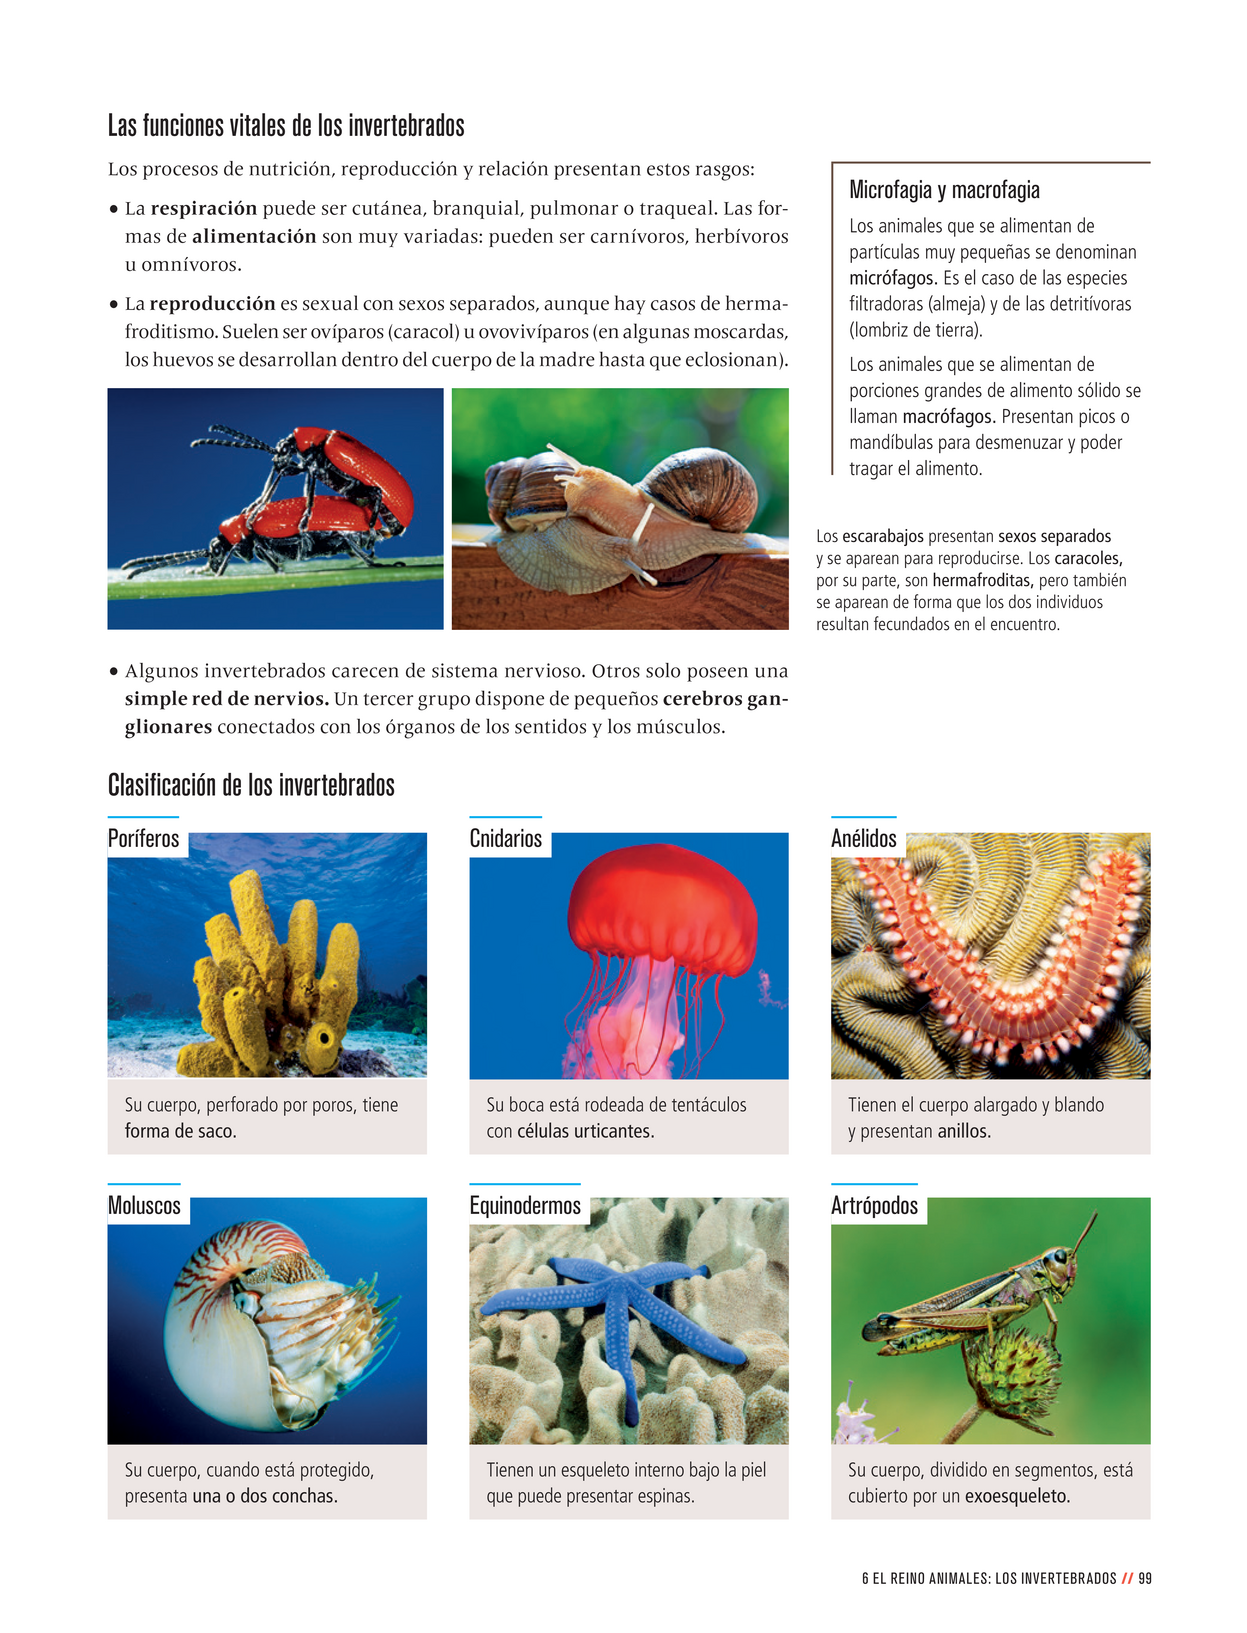 Las funciones vitales de los invertebrados
Los procesos de nutrición, reproducción y relación presentan estos rasgos:
• La respiración puede ser cutánea, branquial, pulmonar o traqueal. Las for-
mas de alimentación son muy variadas: pueden ser carnívoros, herbívoros
u omnívoros.
• La reproducción es sexual con sexos separados, aunque hay casos de herma-
froditismo. Suelen ser ovíparos (caracol) u ovovivíparos (en algunas moscardas,
los huevos se desarrollan dentro del cuerpo de la madre hasta que eclosionan).
Microfagia y macrofagia
Los animales que se alimentan de
partículas muy pequeñas se denominan
micrófagos. Es el caso de las especies
filtradoras (almeja) y de las detritívoras
(lombriz de tierra).
Los animales que se alimentan de
porciones grandes de alimento sólido se
llaman macrófagos. Presentan picos o
mandíbulas para desmenuzar y poder
tragar el alimento.
Los escarabajos presentan sexos separados
y se aparean para reproducirse. Los caracoles,
por su parte, son hermafroditas, pero también
se aparean de forma que los dos individuos
resultan fecundados en el encuentro.
• Algunos invertebrados carecen de sistema nervioso. Otros solo poseen una
simple red de nervios. Un tercer grupo dispone de pequeños cerebros gan-
glionares conectados con los órganos de los sentidos y los músculos.
Clasificación de los invertebrados
Poríferos
Su cuerpo, perforado por poros, tiene
forma de saco.
Cnidarios
Su boca está rodeada de tentáculos
con células urticantes.
Anélidos
Tienen el cuerpo alargado y blando
y presentan anillos.
Moluscos
Su cuerpo, cuando está protegido,
presenta una o dos conchas.
Equinodermos
Tienen un esqueleto interno bajo la piel
que puede presentar espinas.
Artrópodos
Su cuerpo, dividido en segmentos, está
cubierto por un exoesqueleto.
6 EL REINO ANIMALES: LOS INVERTEBRADOS // 99